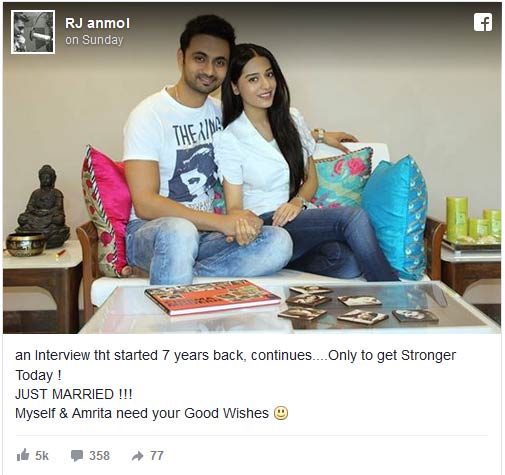 RJ anmol
on Sunday
THE KING
an Interview tht started 7 years back, continues....Only to get Stronger
Today !
JUST MARRIED !!!
Myself & Amrita need your Good Wishes 🙂
5k 358 77